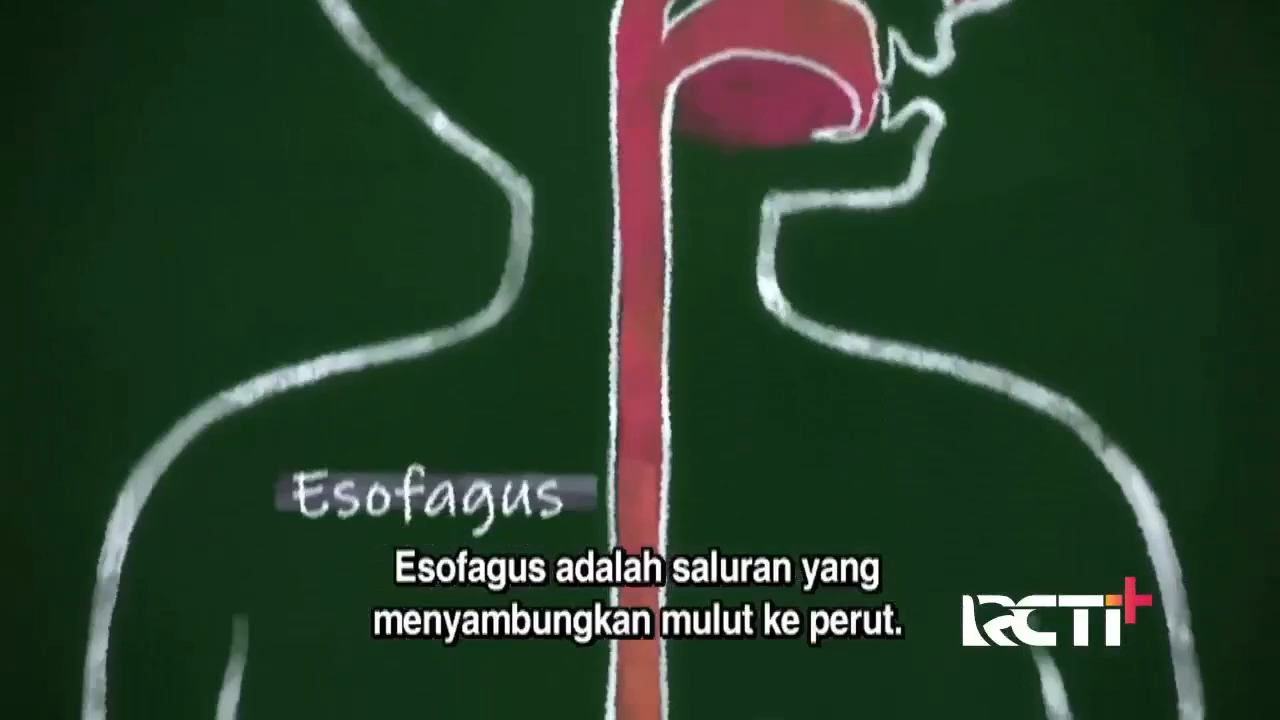 Esofagus
Esofagus adalah saluran yang
menyambungkan mulut ke perut.
RCTI+